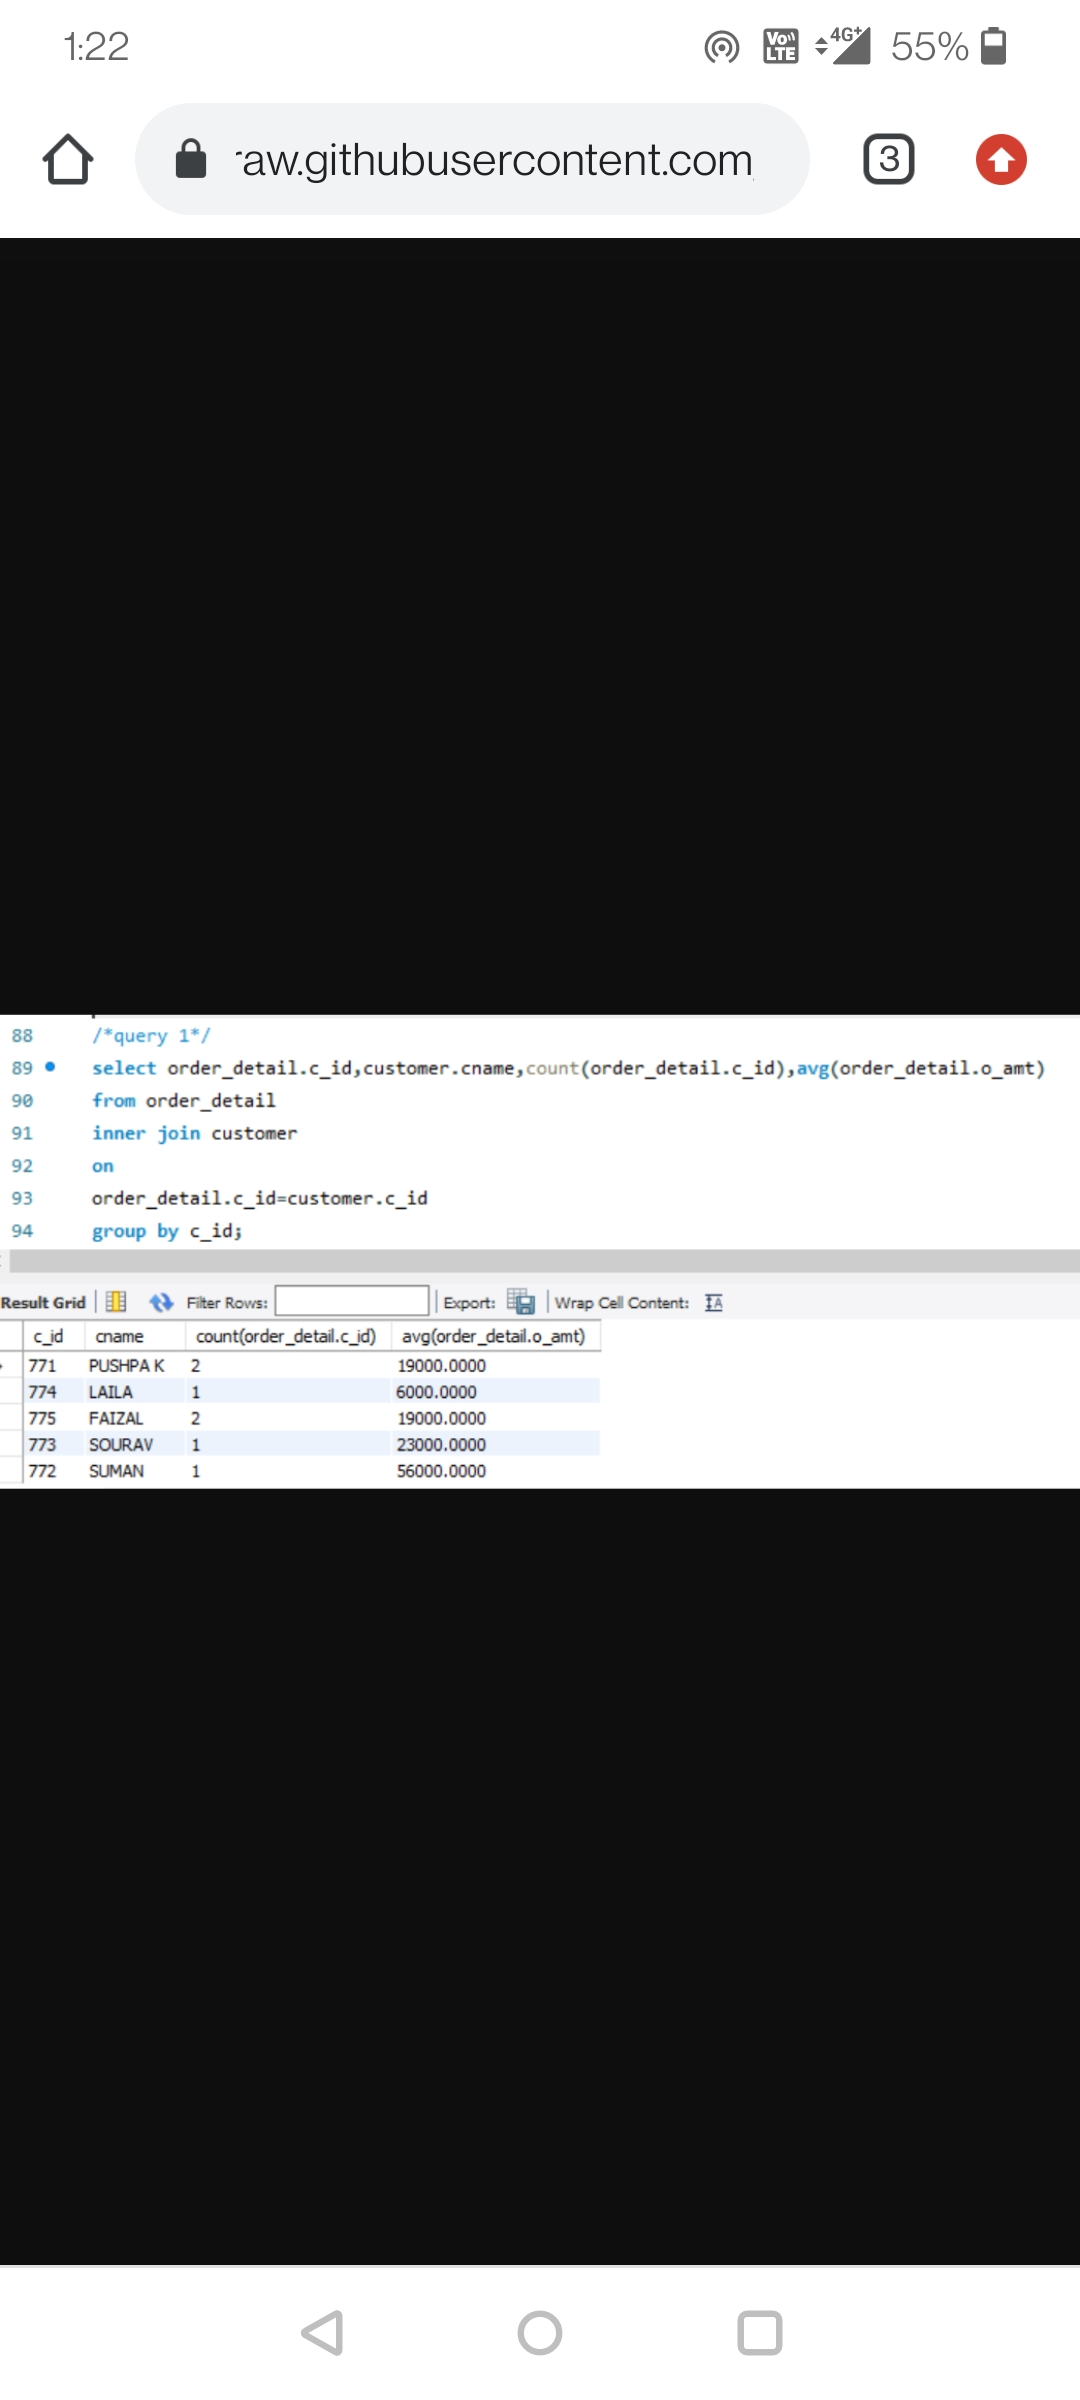 1:22
Vo)) LTE
4G+
55%
raw.githubusercontent.com
3
88 /*query 1*/
89 select order_detail.c_id,customer.cname,count(order_detail.c_id),avg(order_detail.o_amt)
90 from order_detail
91 inner join customer
92 on
93 order_detail.c_id=customer.c_id
94 group by c_id;
Result Grid Filter Rows: Export: Wrap Cell Content: IA
c_id cname count(order_detail.c_id) avg(order_detail.o_amt)
771 PUSHPA K 2 19000.0000
774 LAILA 1 6000.0000
775 FAIZAL 2 19000.0000
773 SOURAV 1 23000.0000
772 SUMAN 1 56000.0000